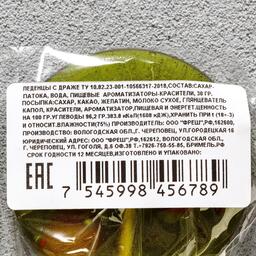 ЛЕДЕНЦЫ С ДРАЖЕ ТУ 10.82.23-001-10566317-2018,СОСТАВ:САХАР.
ПАТОКА, ВОДА, ПИЩЕВЫЕ АРОМАТИЗАТОРЫ-КРАСИТЕЛИ, 30 ГР,
ПОСЫПКА:САХАР, КАКАО, ЖЕЛАТИН, МОЛОКО СУХОЕ, ГЛЯЦЕВАТЕЛЬ
КАПОЛ, КРАСИТЕЛИ, АРОМАТИЗАТОР,ПИЩЕВАЯ И ЭНЕРГЕТ.ЦЕННОСТЬ
НА 100 ГР.УГЛЕВОДЫ 96,2 ГР.383.8 кКал(1608 кДЖ),ХРАНИТЬ ПРИ t (18+-3)
И ОТНОСИТ.ВЛАЖНОСТИ(75%) ПРОИЗВОДИТЕЛЬ: ООО "ФРЕШ",РФ,162600,
ПРОИЗВОДСТВО: ВОЛОГОДСКАЯ ОБЛ.,Г. ЧЕРЕПОВЕЦ, УЛ.ГОРОДЕЦКАЯ 16
ЮРИДИЧЕСКИЙ АДРЕС ООО "ФРЕШ",РФ,162612, ВОЛОГОДСКАЯ ОБЛ.,
Г. ЧЕРЕПОВЕЦ, УЛ. ГОГОЛЯ, Д.6 ОФ.38 Т.-7926-750-55-85, БРИМЕЛЬ.РФ
СРОК ГОДНОСТИ 12 МЕСЯЦЕВ,ИЗГОТОВЛЕНО И УПАКОВАНО:
EAC
7 545998 456789